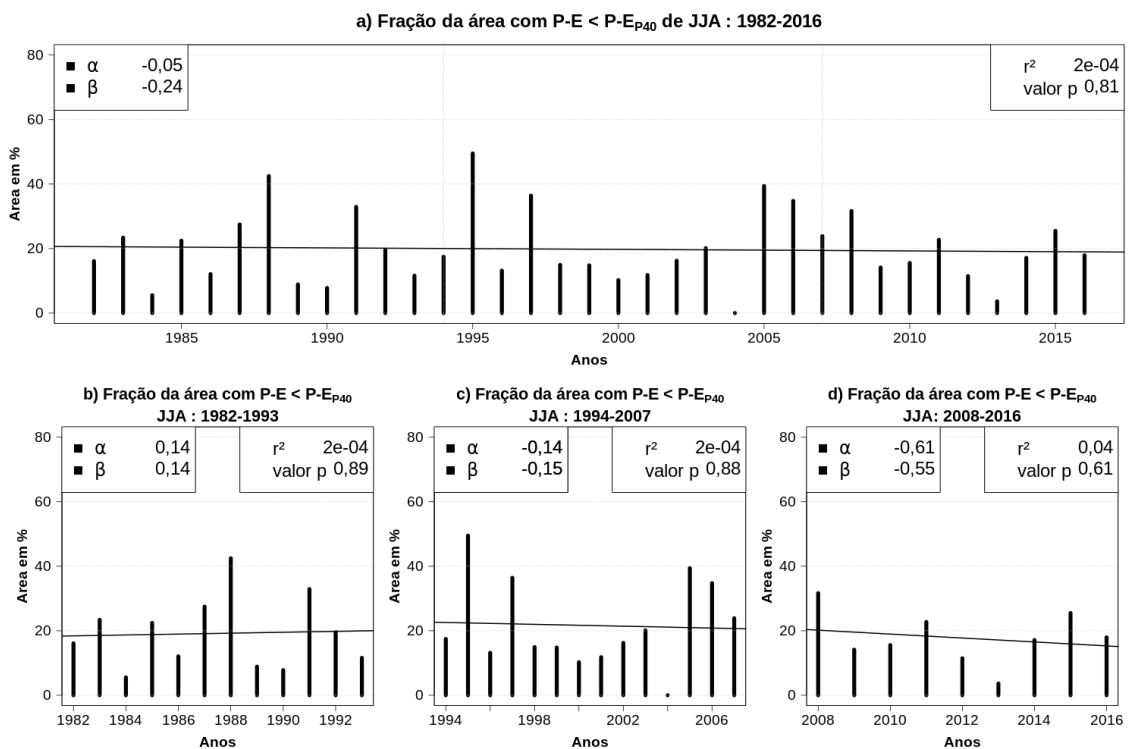 a) Fração da área com P-E < P-E_P40 de JJA : 1982-2016
80
60
40
20
0
Area em %
■ α -0,05
■ β -0,24
r² 2e-04
valor p 0,81
1985 1990 1995 2000 2005 2010 2015
Anos
b) Fração da área com P-E < P-E_P40
JJA : 1982-1993
80
60
40
20
0
Area em %
■ α 0,14
■ β 0,14
r² 2e-04
valor p 0,89
1982 1984 1986 1988 1990 1992
Anos
c) Fração da área com P-E < P-E_P40
JJA : 1994-2007
80
60
40
20
0
Area em %
■ α -0,14
■ β -0,15
r² 2e-04
valor p 0,88
1994 1998 2002 2006
Anos
d) Fração da área com P-E < P-E_P40
JJA: 2008-2016
80
60
40
20
0
Area em %
■ α -0,61
■ β -0,55
r² 0,04
valor p 0,61
2008 2010 2012 2014 2016
Anos